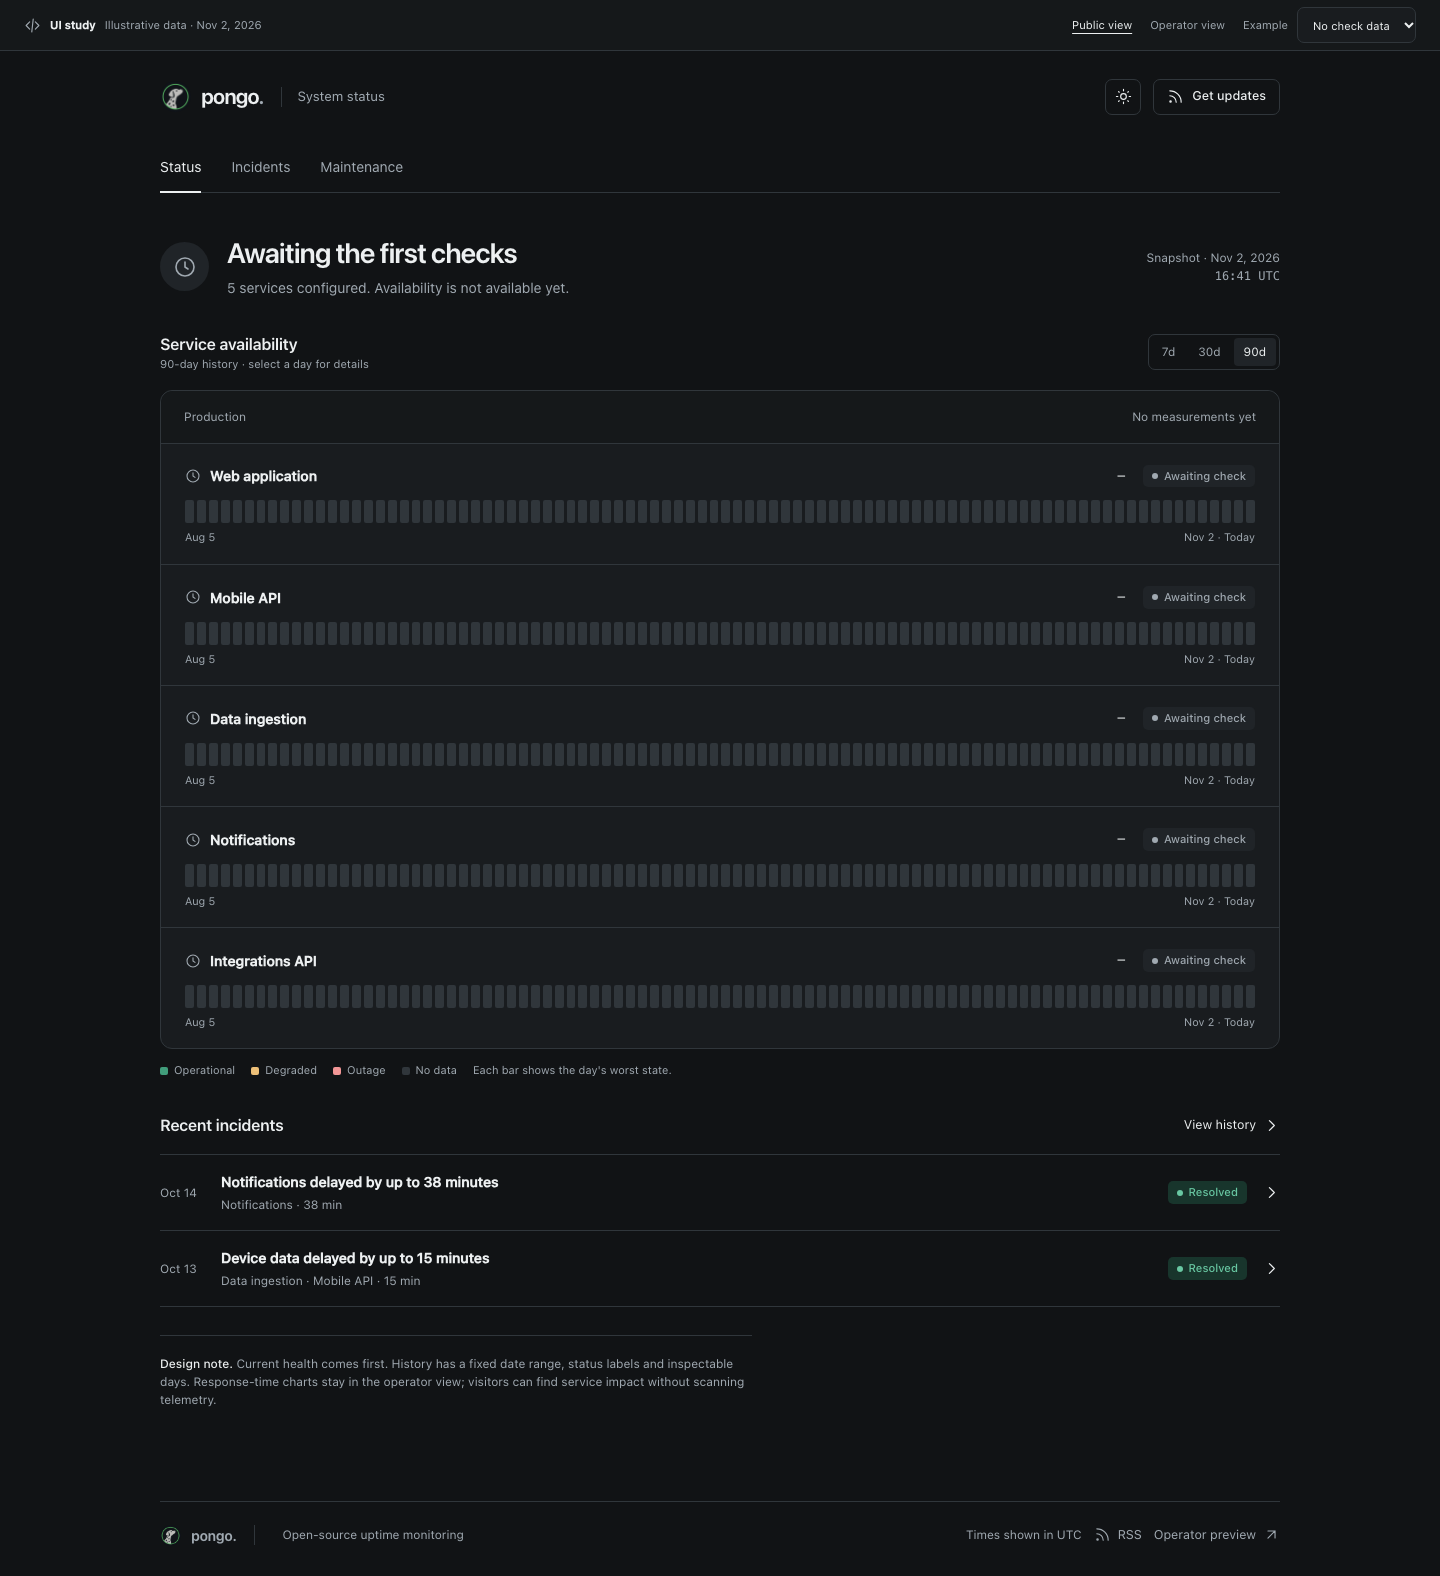 UI study Illustrative data · Nov 2, 2026
Public view Operator view Example No check data
pongo. System status
Get updates
Status Incidents Maintenance
Awaiting the first checks
5 services configured. Availability is not available yet.
Snapshot · Nov 2, 2026
16:41 UTC
Service availability
90-day history · select a day for details
7d 30d 90d
Production No measurements yet
Web application – Awaiting check
Aug 5 Nov 2 · Today
Mobile API – Awaiting check
Aug 5 Nov 2 · Today
Data ingestion – Awaiting check
Aug 5 Nov 2 · Today
Notifications – Awaiting check
Aug 5 Nov 2 · Today
Integrations API – Awaiting check
Aug 5 Nov 2 · Today
Operational Degraded Outage No data Each bar shows the day's worst state.
Recent incidents View history
Oct 14 Notifications delayed by up to 38 minutes Resolved
Notifications · 38 min
Oct 13 Device data delayed by up to 15 minutes Resolved
Data ingestion · Mobile API · 15 min
Design note. Current health comes first. History has a fixed date range, status labels and inspectable
days. Response-time charts stay in the operator view; visitors can find service impact without scanning
telemetry.
pongo. Open-source uptime monitoring Times shown in UTC RSS Operator preview